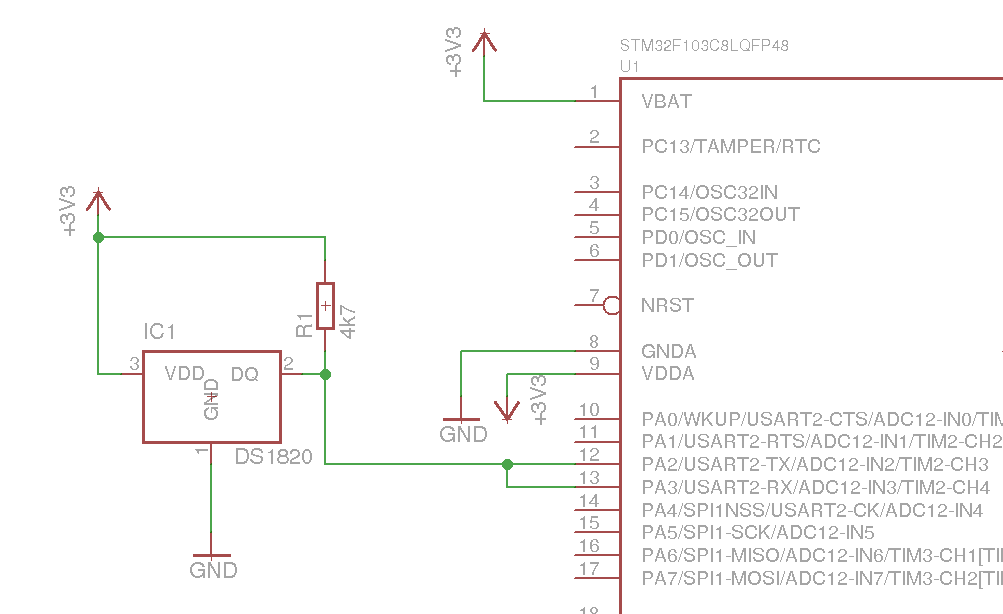 +3V3
STM32F103C8LQFP48
U1
1 VBAT
2 PC13/TAMPER/RTC
3 PC14/OSC32IN
4 PC15/OSC32OUT
5 PD0/OSC_IN
6 PD1/OSC_OUT
7 NRST
8 GNDA
9 VDDA
10 PA0/WKUP/USART2-CTS/ADC12-IN0/TIM
11 PA1/USART2-RTS/ADC12-IN1/TIM2-CH2
12 PA2/USART2-TX/ADC12-IN2/TIM2-CH3
13 PA3/USART2-RX/ADC12-IN3/TIM2-CH4
14 PA4/SPI1NSS/USART2-CK/ADC12-IN4
15 PA5/SPI1-SCK/ADC12-IN5
16 PA6/SPI1-MISO/ADC12-IN6/TIM3-CH1[TI
17 PA7/SPI1-MOSI/ADC12-IN7/TIM3-CH2[TI
18
+3V3
R1
4k7
IC1
3
VDD
DQ
2
GND
1
DS1820
GND
GND
+3V3